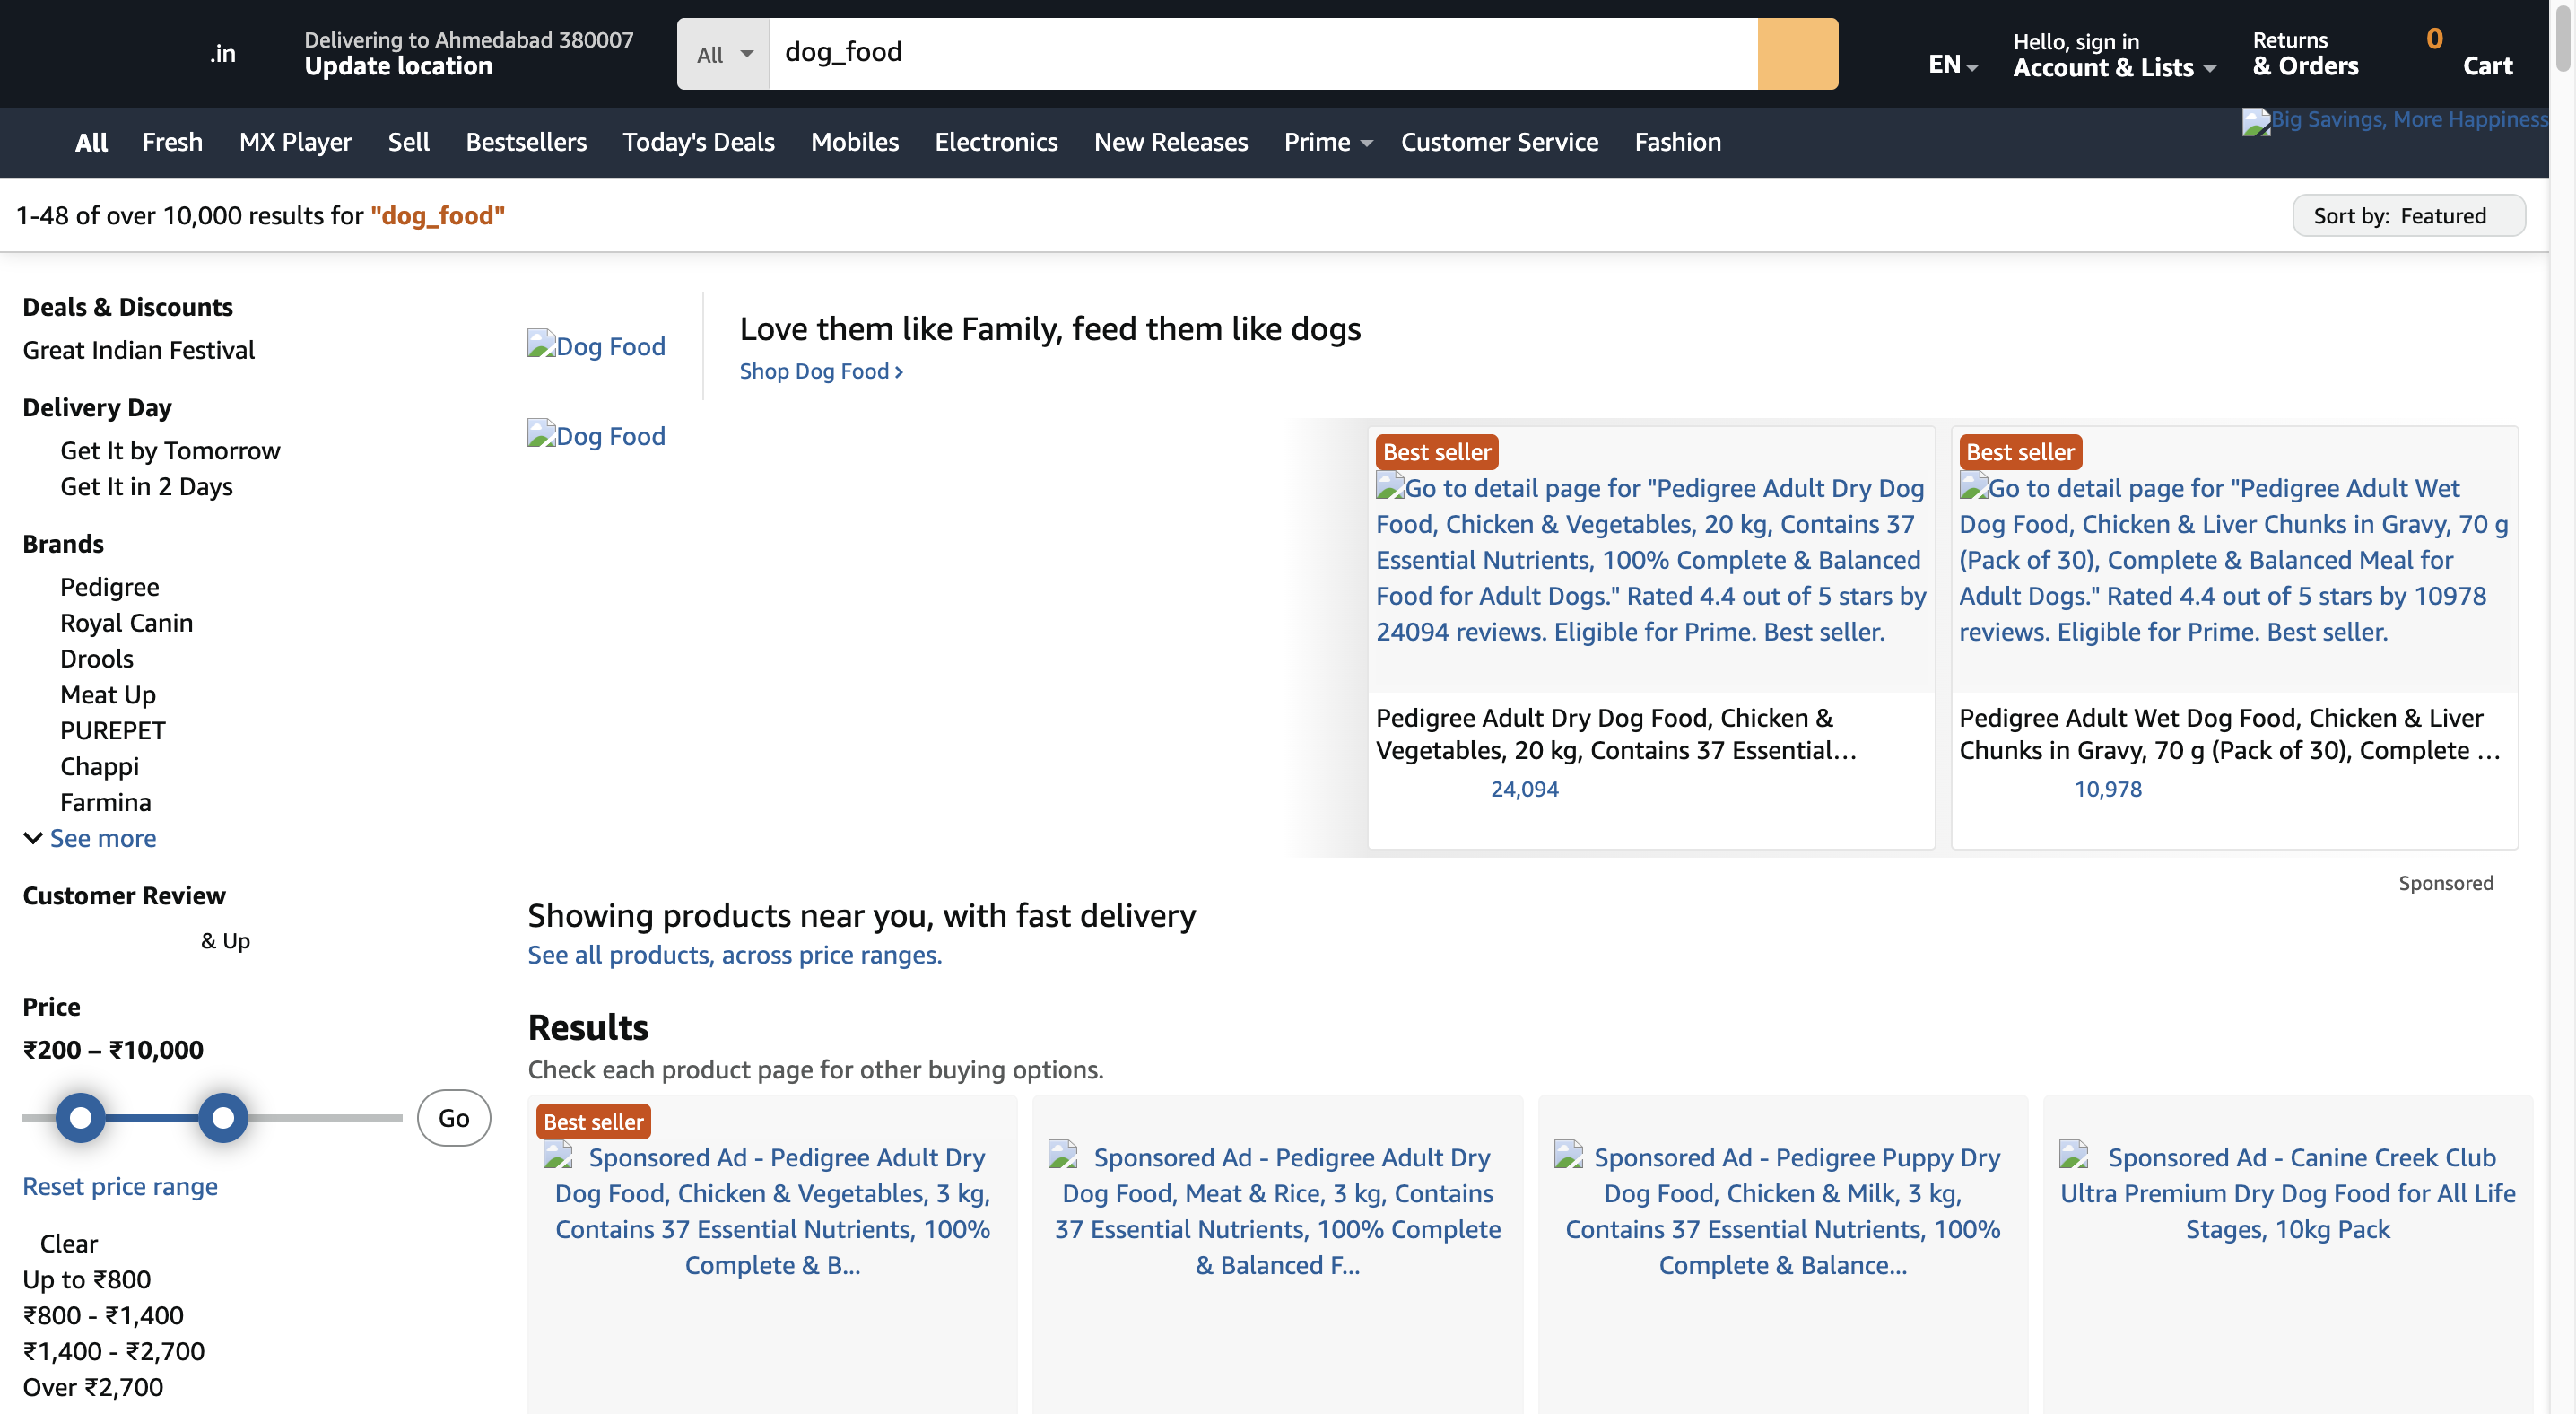 .in
Delivering to Ahmedabad 380007
Update location
All
dog_food
EN
Hello, sign in
Account & Lists
Returns
& Orders
0
Cart
All
Fresh
MX Player
Sell
Bestsellers
Today's Deals
Mobiles
Electronics
New Releases
Prime
Customer Service
Fashion
Big Savings, More Happiness
1-48 of over 10,000 results for "dog_food"
Sort by: Featured
Deals & Discounts
Great Indian Festival
Delivery Day
Get It by Tomorrow
Get It in 2 Days
Brands
Pedigree
Royal Canin
Drools
Meat Up
PUREPET
Chappi
Farmina
See more
Customer Review
& Up
Price
₹200 – ₹10,000
Go
Reset price range
Clear
Up to ₹800
₹800 - ₹1,400
₹1,400 - ₹2,700
Over ₹2,700
Dog Food
Love them like Family, feed them like dogs
Shop Dog Food ›
Dog Food
Best seller
Go to detail page for "Pedigree Adult Dry Dog
Food, Chicken & Vegetables, 20 kg, Contains 37
Essential Nutrients, 100% Complete & Balanced
Food for Adult Dogs." Rated 4.4 out of 5 stars by
24094 reviews. Eligible for Prime. Best seller.
Pedigree Adult Dry Dog Food, Chicken &
Vegetables, 20 kg, Contains 37 Essential...
24,094
Best seller
Go to detail page for "Pedigree Adult Wet
Dog Food, Chicken & Liver Chunks in Gravy, 70 g
(Pack of 30), Complete & Balanced Meal for
Adult Dogs." Rated 4.4 out of 5 stars by 10978
reviews. Eligible for Prime. Best seller.
Pedigree Adult Wet Dog Food, Chicken & Liver
Chunks in Gravy, 70 g (Pack of 30), Complete ...
10,978
Sponsored
Showing products near you, with fast delivery
See all products, across price ranges.
Results
Check each product page for other buying options.
Best seller
Sponsored Ad - Pedigree Adult Dry
Dog Food, Chicken & Vegetables, 3 kg,
Contains 37 Essential Nutrients, 100%
Complete & B...
Sponsored Ad - Pedigree Adult Dry
Dog Food, Meat & Rice, 3 kg, Contains
37 Essential Nutrients, 100% Complete
& Balanced F...
Sponsored Ad - Pedigree Puppy Dry
Dog Food, Chicken & Milk, 3 kg,
Contains 37 Essential Nutrients, 100%
Complete & Balance...
Sponsored Ad - Canine Creek Club
Ultra Premium Dry Dog Food for All Life
Stages, 10kg Pack